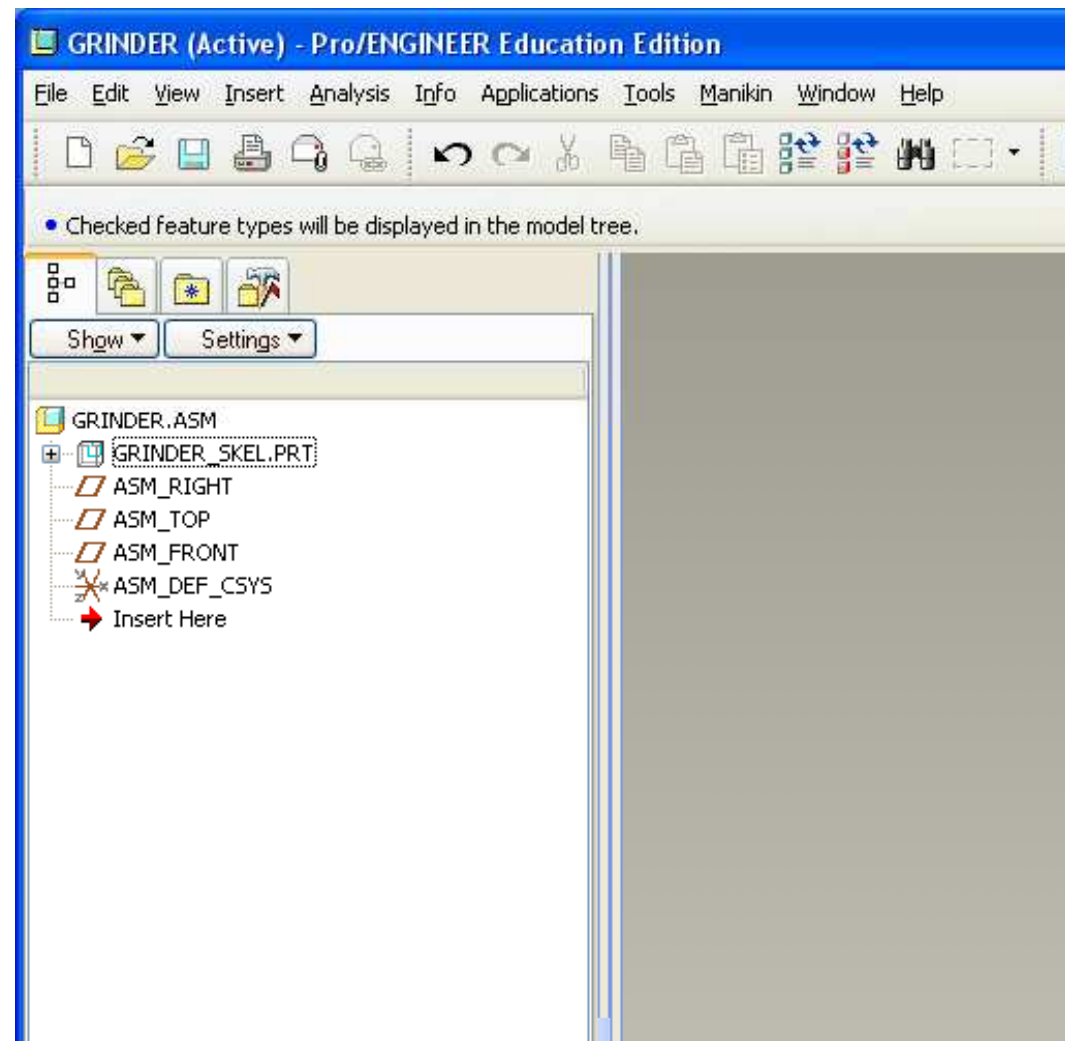 GRINDER (Active) - Pro/ENGINEER Education Edition
File Edit View Insert Analysis Info Applications Tools Manikin Window Help
• Checked feature types will be displayed in the model tree.
Show Settings
GRINDER.ASM
GRINDER_SKEL.PRT
ASM_RIGHT
ASM_TOP
ASM_FRONT
ASM_DEF_CSYS
Insert Here